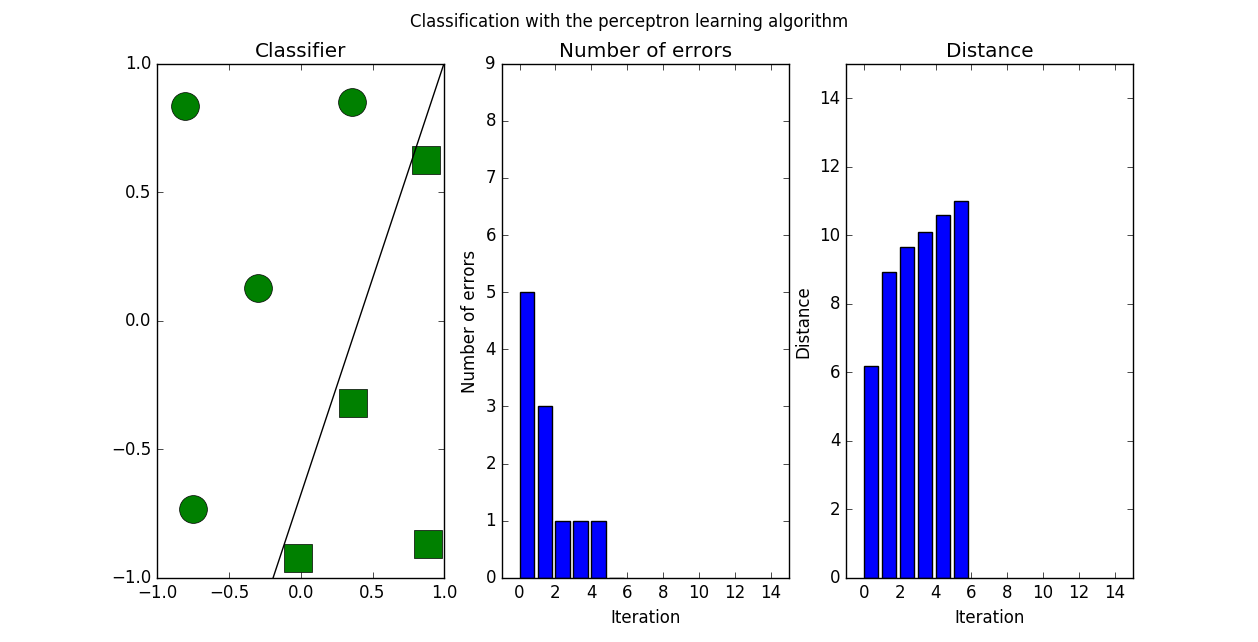 Classification with the perceptron learning algorithm
Classifier
1.0
0.5
0.0
−0.5
−1.0
−1.0 −0.5 0.0 0.5 1.0
Number of errors
Number of errors
9
8
7
6
5
4
3
2
1
0
0 2 4 6 8 10 12 14
Iteration
Distance
Distance
14
12
10
8
6
4
2
0
0 2 4 6 8 10 12 14
Iteration